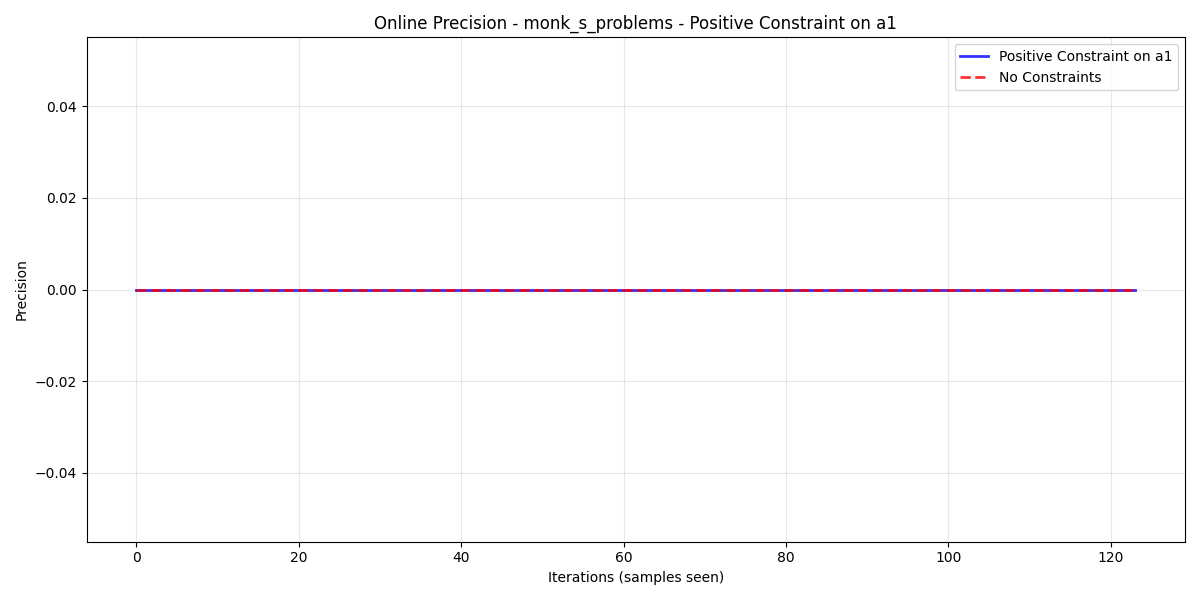 Online Precision - monk_s_problems - Positive Constraint on a1
Positive Constraint on a1
No Constraints
0.04
0.02
0.00
−0.02
−0.04
Precision
0 20 40 60 80 100 120
Iterations (samples seen)